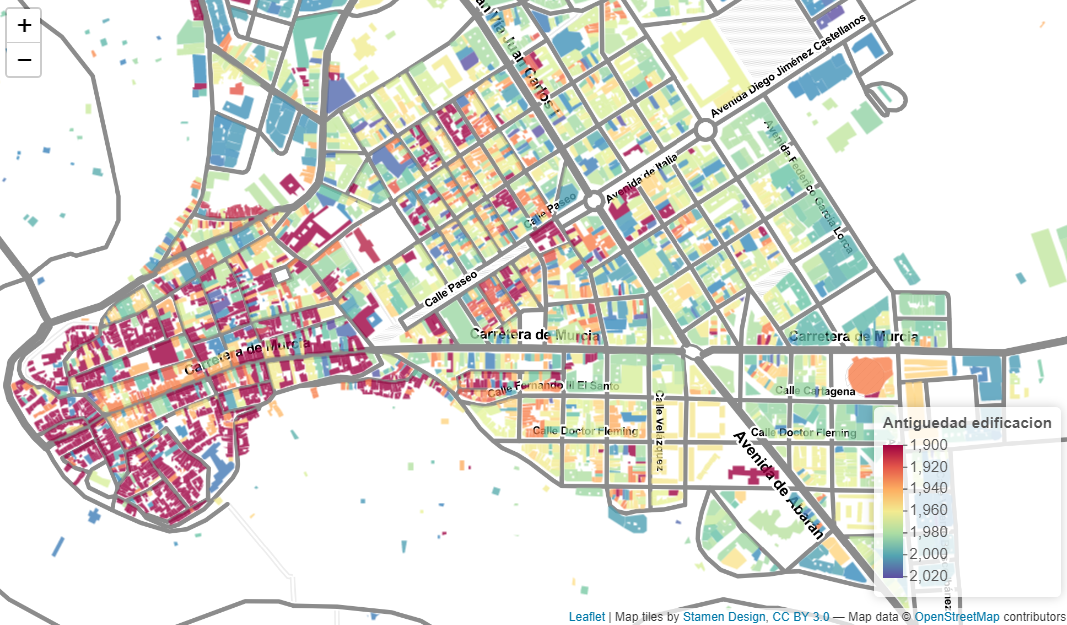 +
−
Gran Vía Juan Carlos I
Avenida Diego Jiménez Castellanos
Avenida de Italia
Avenida Federico García Lorca
Calle Paseo
Calle Paseo
Carretera de Murcia
Carretera de Murcia
Carretera de Murcia
Calle Fernando III El Santo
Calle Cartagena
Calle Doctor Fleming
Calle Doctor Fleming
Calle Velázquez
Avenida de Abarán
Antiguedad edificacion
1,900
1,920
1,940
1,960
1,980
2,000
2,020
Leaflet | Map tiles by Stamen Design, CC BY 3.0 — Map data © OpenStreetMap contributors